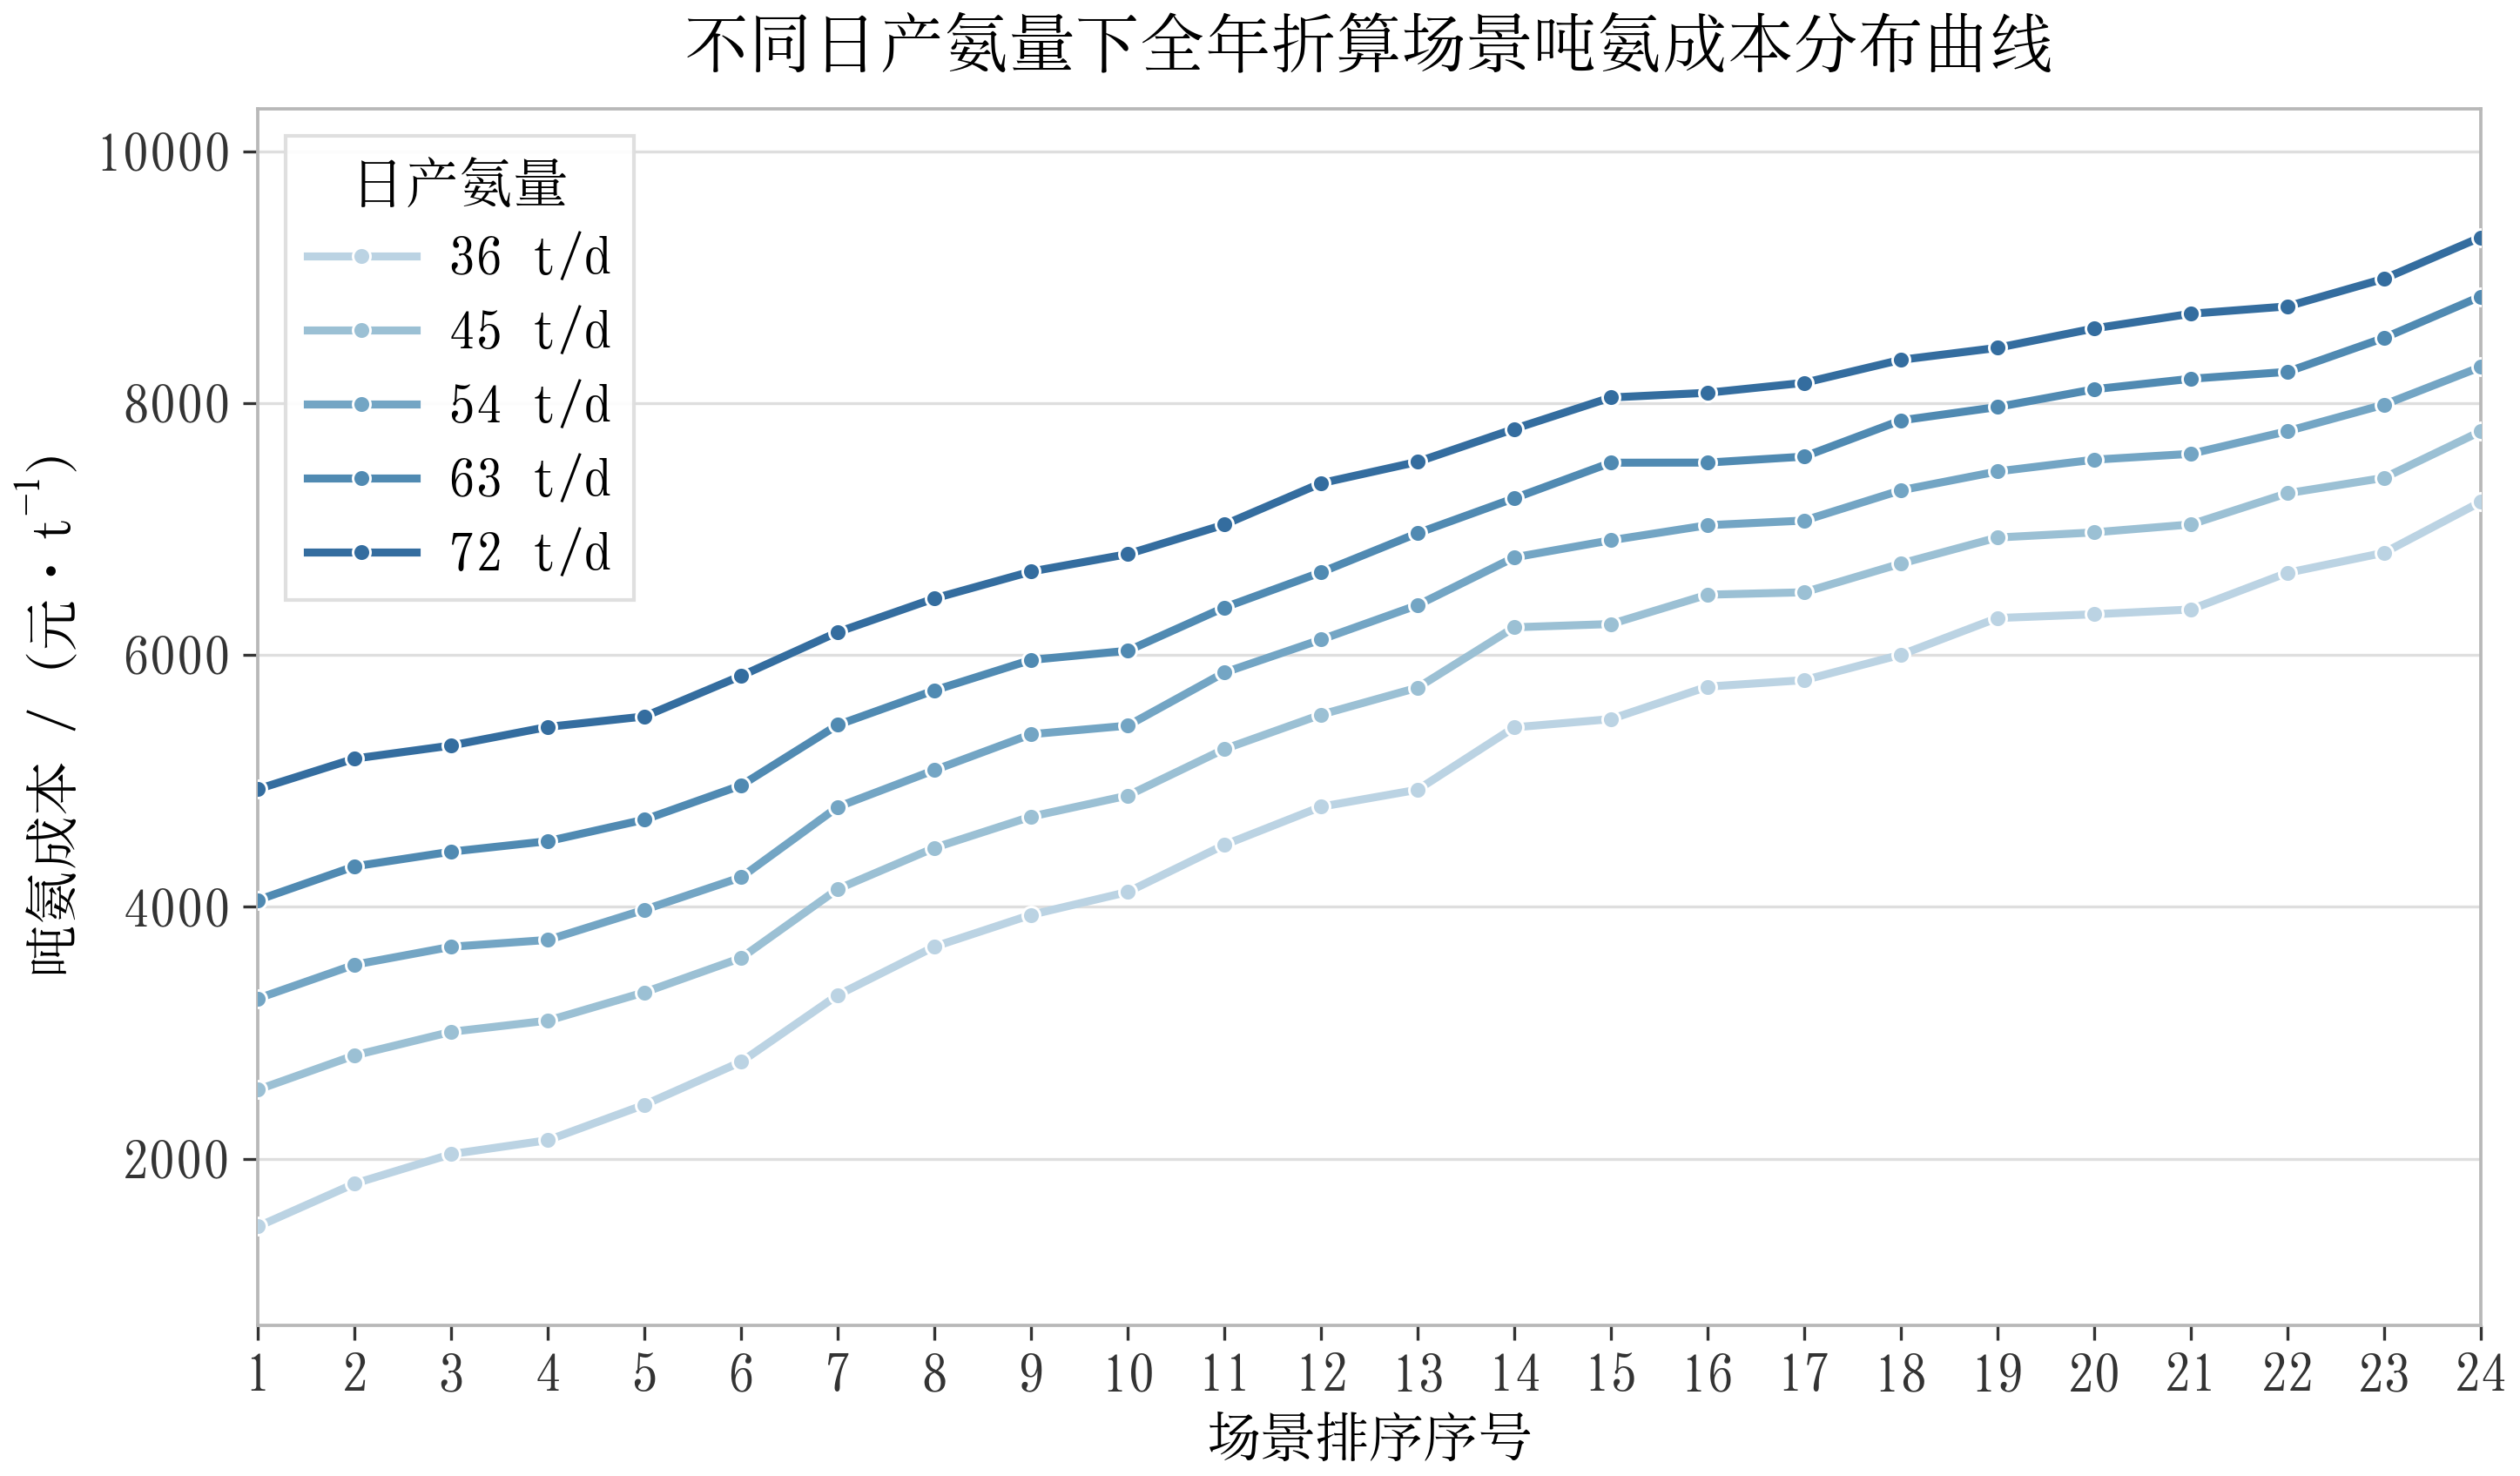 不同日产氨量下全年折算场景吨氨成本分布曲线
吨氨成本 / (元·t⁻¹)
10000
8000
6000
4000
2000
日产氨量
36 t/d
45 t/d
54 t/d
63 t/d
72 t/d
1 2 3 4 5 6 7 8 9 10 11 12 13 14 15 16 17 18 19 20 21 22 23 24
场景排序序号